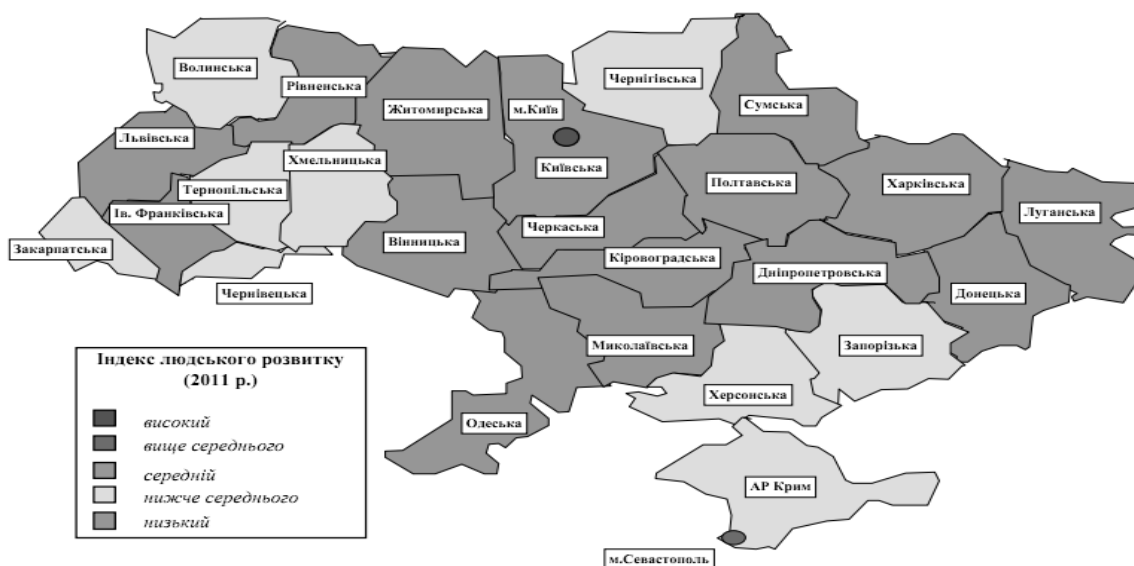 Волинська
Рівненська
Житомирська
м.Київ
Чернігівська
Сумська
Львівська
Хмельницька
Тернопільська
Київська
Полтавська
Харківська
Луганська
Ів. Франківська
Закарпатська
Вінницька
Черкаська
Кіровоградська
Дніпропетровська
Донецька
Чернівецька
Миколаївська
Запорізька
Херсонська
Одеська
АР Крим
м.Севастополь
Індекс людського розвитку
(2011 р.)
високий
вище середнього
середній
нижче середнього
низький